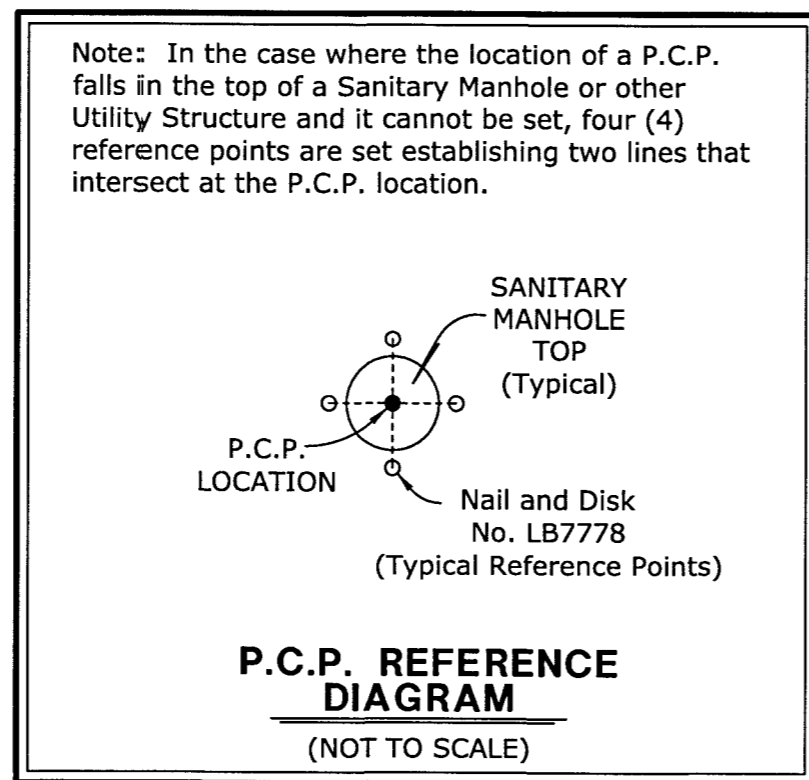 Note: In the case where the location of a P.C.P.
falls in the top of a Sanitary Manhole or other
Utility Structure and it cannot be set, four (4)
reference points are set establishing two lines that
intersect at the P.C.P. location.
SANITARY
MANHOLE
TOP
(Typical)
P.C.P.
LOCATION
Nail and Disk
No. LB7778
(Typical Reference Points)
P.C.P. REFERENCE
DIAGRAM
(NOT TO SCALE)